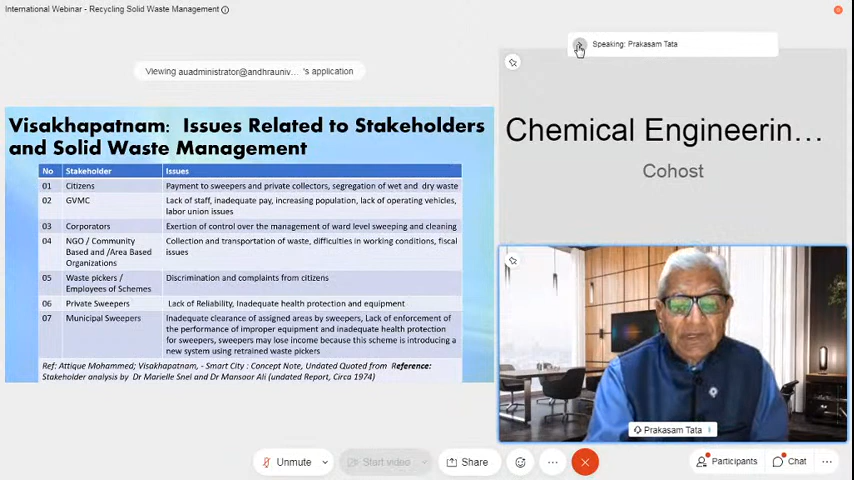 International Webinar - Recycling Solid Waste Management
Speaking: Prakasam Tata
Viewing auadministrator@andhrauniv... 's application
Visakhapatnam: Issues Related to Stakeholders
and Solid Waste Management
No Stakeholder Issues
01 Citizens Payment to sweepers and private collectors, segregation of wet and dry waste
02 GVMC Lack of staff, inadequate pay, increasing population, lack of operating vehicles,
labor union issues
03 Corporators Exertion of control over the management of ward level sweeping and cleaning
04 NGO / Community Collection and transportation of waste, difficulties in working conditions, fiscal
Based and /Area Based issues
Organizations
05 Waste pickers / Discrimination and complaints from citizens
Employees of Schemes
06 Private Sweepers Lack of Reliability, Inadequate health protection and equipment
07 Municipal Sweepers Inadequate clearance of assigned areas by sweepers, Lack of enforcement of
the performance of improper equipment and inadequate health protection
for sweepers, sweepers may lose income because this scheme is introducing a
new system using retrained waste pickers
Ref: Attique Mohammed; Visakhapatnam, - Smart City : Concept Note, Undated Quoted from Reference:
Stakeholder analysis by Dr Marielle Snel and Dr Mansoor Ali (undated Report, Circa 1974)
Chemical Engineerin...
Cohost
Prakasam Tata
Unmute
Start video
Share
Participants
Chat